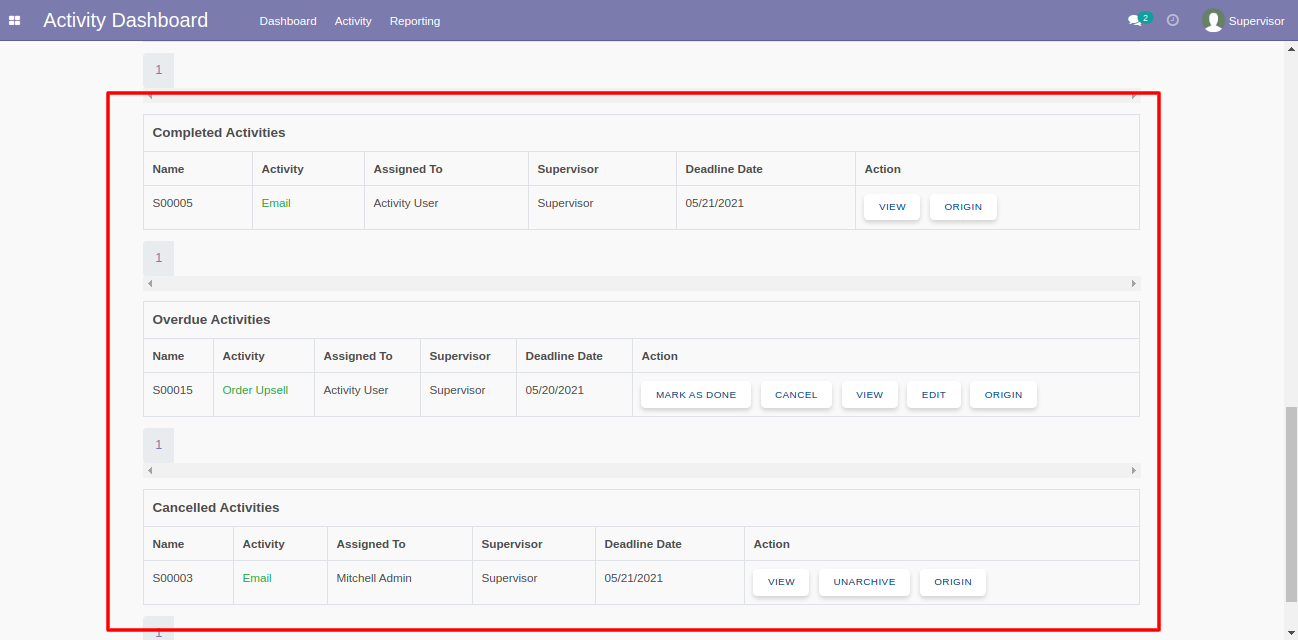 Activity Dashboard Dashboard Activity Reporting 2 Supervisor
1
Completed Activities
Name Activity Assigned To Supervisor Deadline Date Action
S00005 Email Activity User Supervisor 05/21/2021 VIEW ORIGIN
1
Overdue Activities
Name Activity Assigned To Supervisor Deadline Date Action
S00015 Order Upsell Activity User Supervisor 05/20/2021 MARK AS DONE CANCEL VIEW EDIT ORIGIN
1
Cancelled Activities
Name Activity Assigned To Supervisor Deadline Date Action
S00003 Email Mitchell Admin Supervisor 05/21/2021 VIEW UNARCHIVE ORIGIN
1